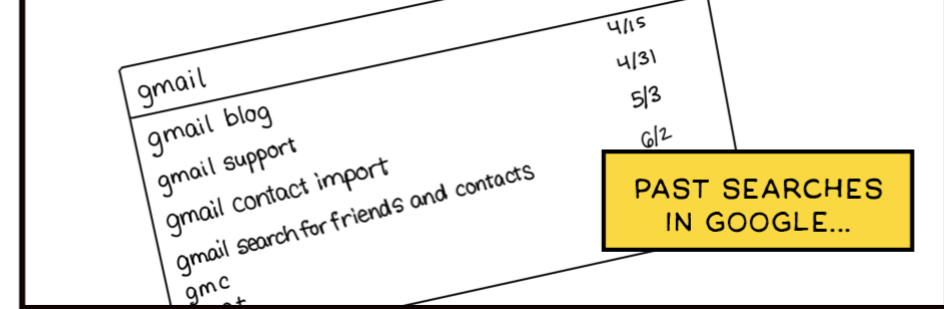 gmail
gmail blog 4/15
gmail support 4/31
gmail contact import 5/3
gmail search for friends and contacts 6/2
gmc
PAST SEARCHES
IN GOOGLE...